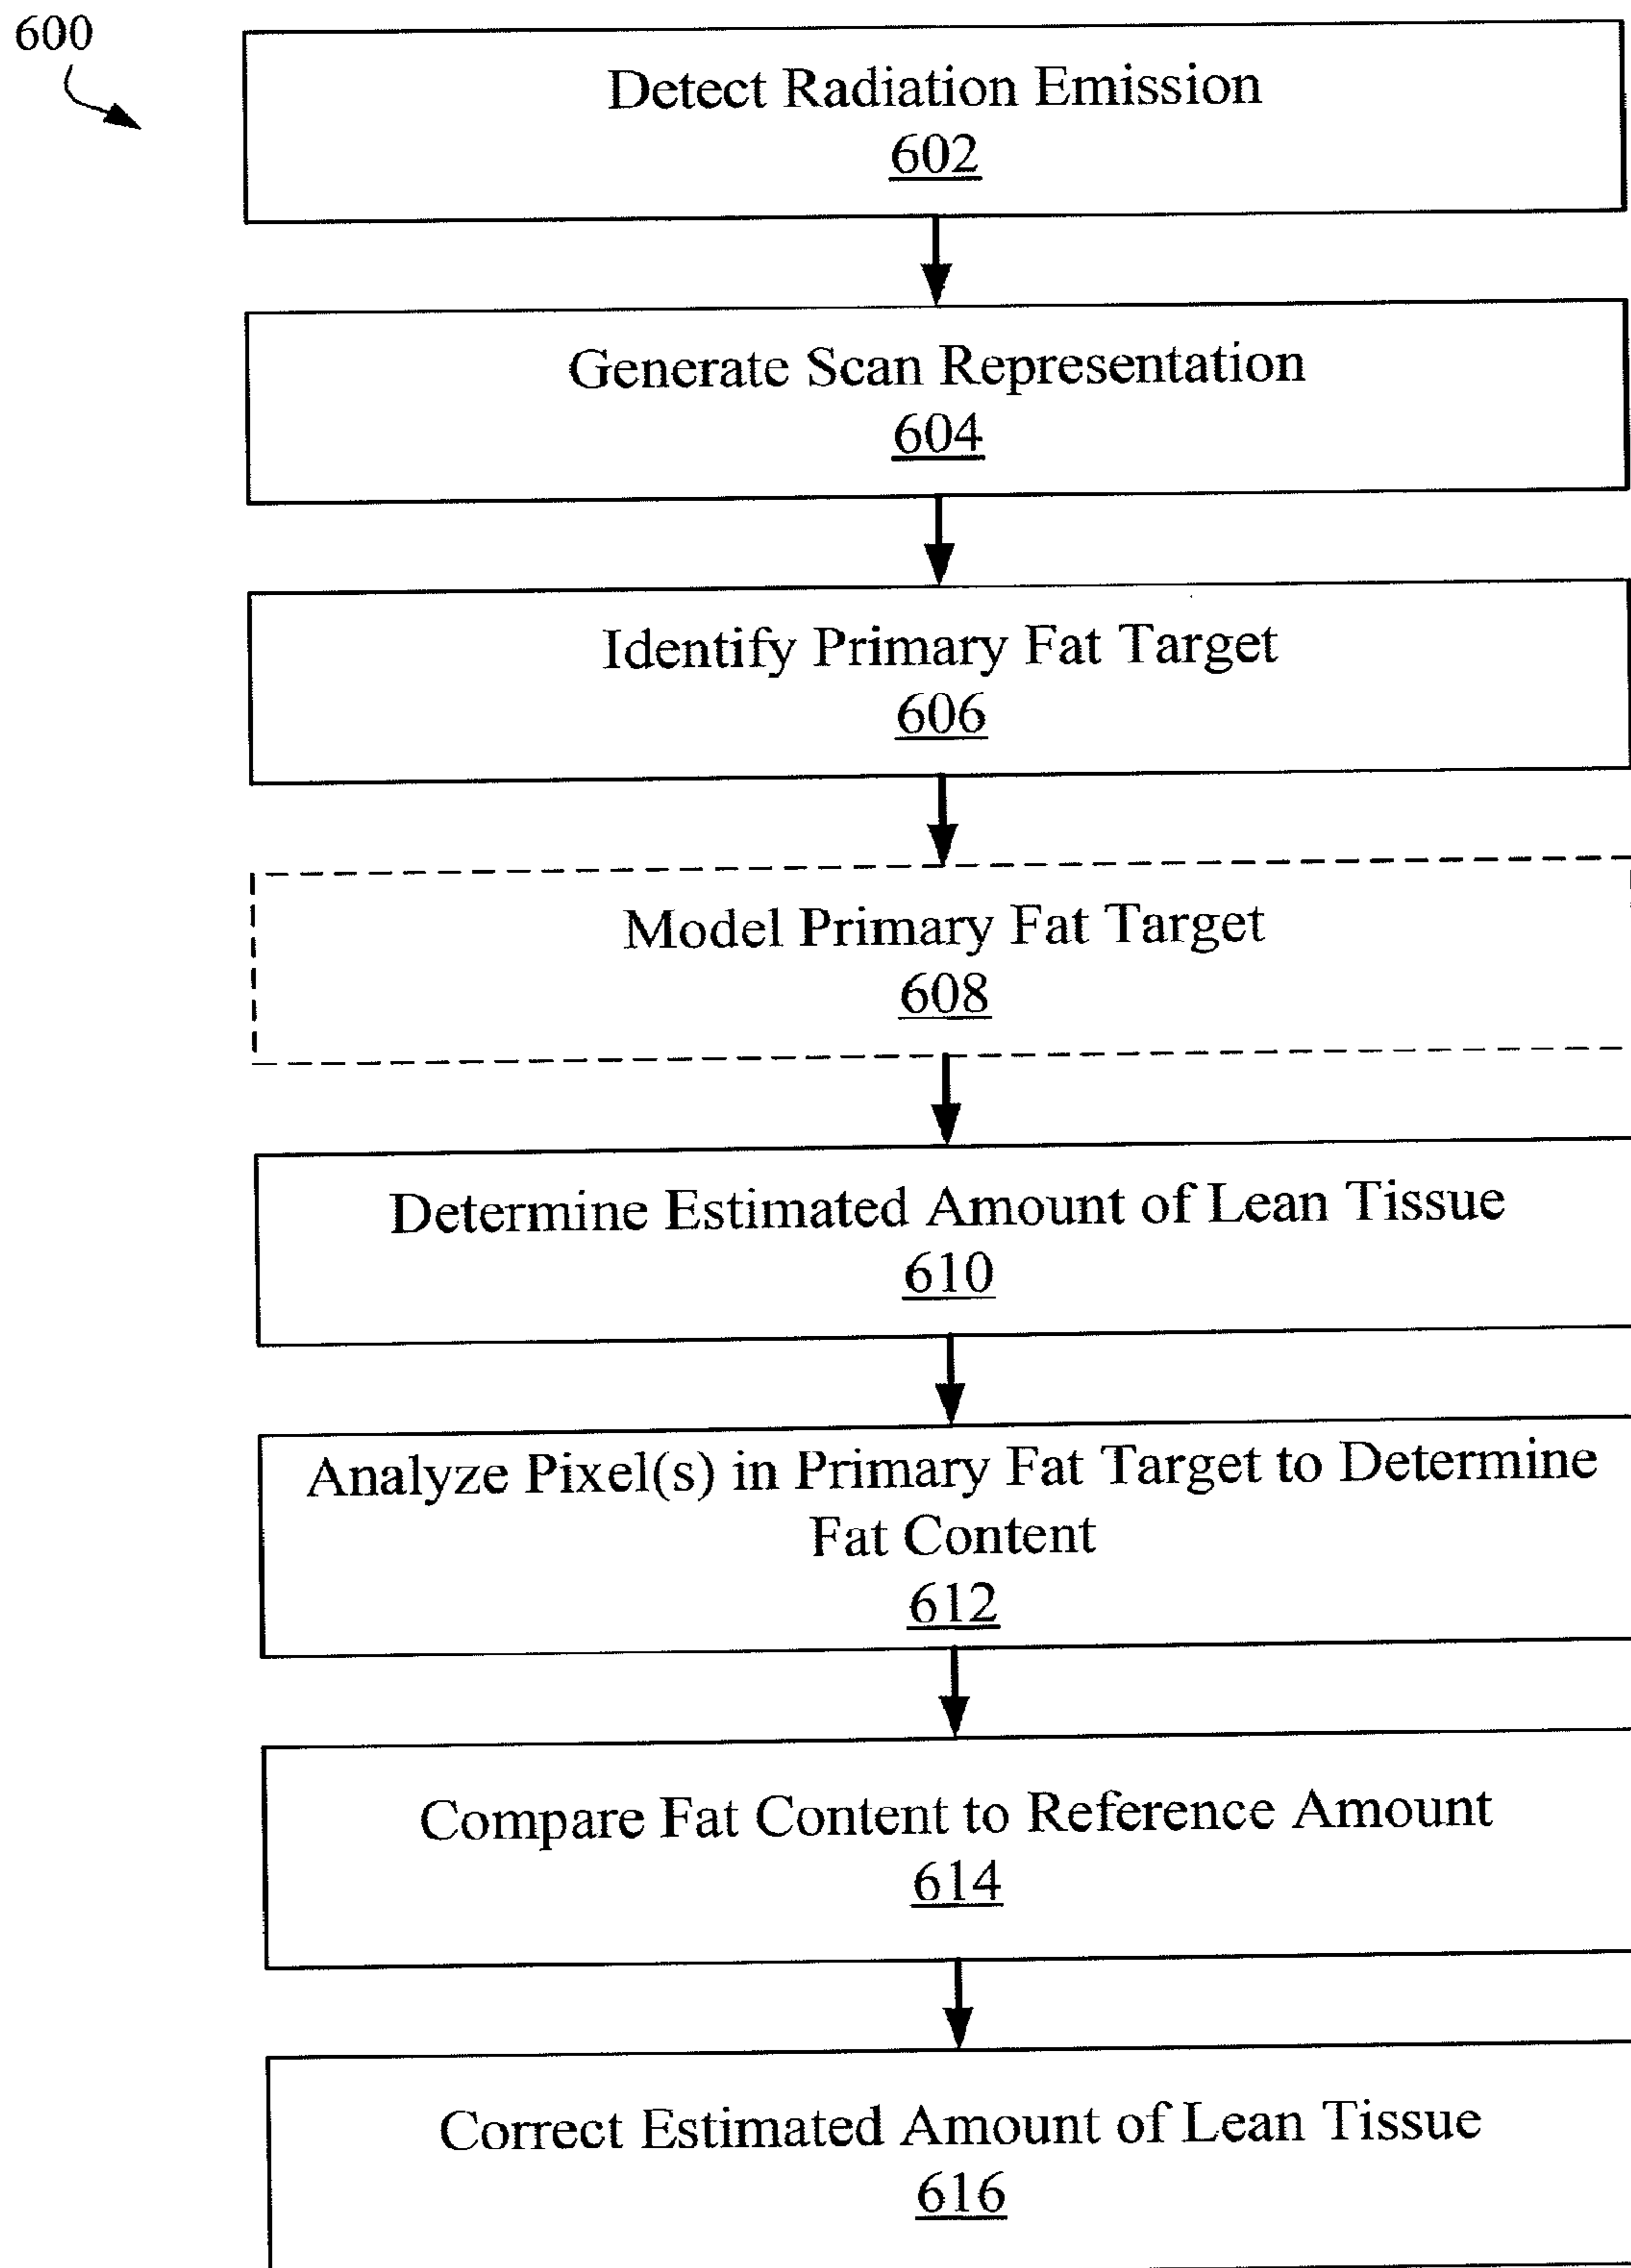 600
Detect Radiation Emission
602
Generate Scan Representation
604
Identify Primary Fat Target
606
Model Primary Fat Target
608
Determine Estimated Amount of Lean Tissue
610
Analyze Pixel(s) in Primary Fat Target to Determine
Fat Content
612
Compare Fat Content to Reference Amount
614
Correct Estimated Amount of Lean Tissue
616